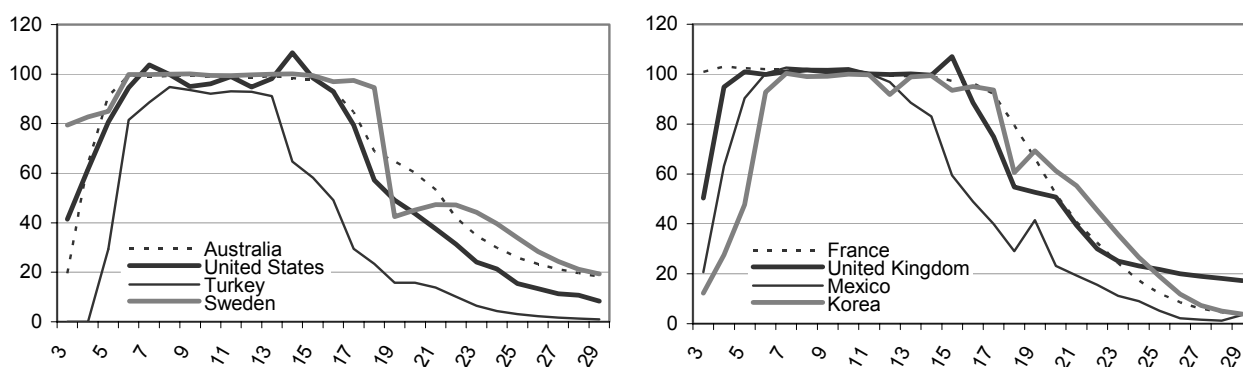 120
100
80
60
40
20
0
Australia
United States
Turkey
Sweden
3 5 7 9 11 13 15 17 19 21 23 25 27 29
120
100
80
60
40
20
0
France
United Kingdom
Mexico
Korea
3 5 7 9 11 13 15 17 19 21 23 25 27 29